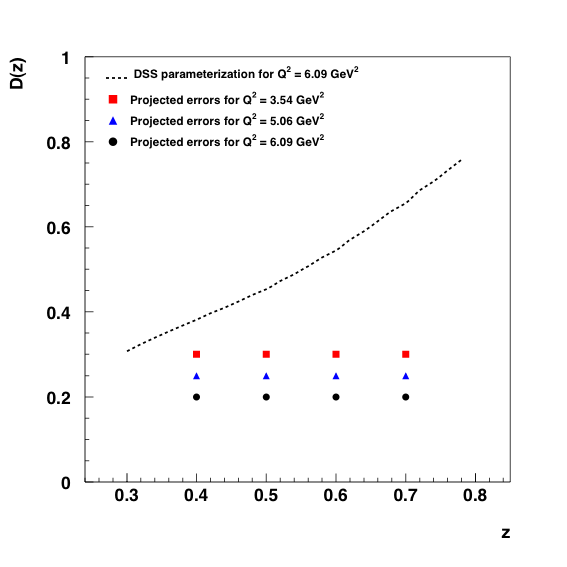 D(z)
1
DSS parameterization for Q² = 6.09 GeV²
Projected errors for Q² = 3.54 GeV²
Projected errors for Q² = 5.06 GeV²
Projected errors for Q² = 6.09 GeV²
0.8
0.6
0.4
0.2
0
0.3 0.4 0.5 0.6 0.7 0.8
z